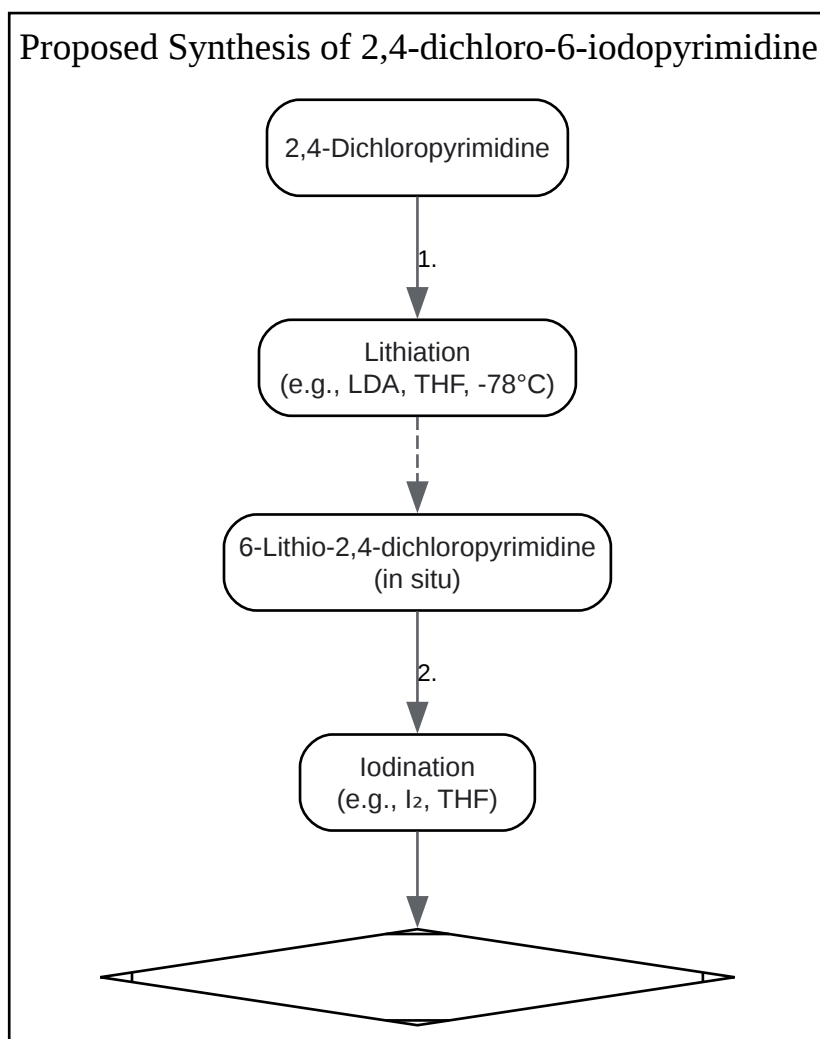 Proposed Synthesis of 2,4-dichloro-6-iodopyrimidine
2,4-Dichloropyrimidine
1.
Lithiation
(e.g., LDA, THF, -78°C)
6-Lithio-2,4-dichloropyrimidine
(in situ)
2.
Iodination
(e.g., I₂, THF)